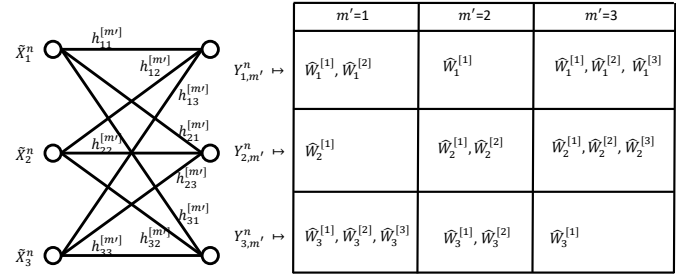 m′=1 m′=2 m′=3
X̃₁ⁿ h₁₁^[m′] h₁₂^[m′] h₁₃^[m′] Y₁,ₘ′ⁿ ↦ Ŵ₁^[1], Ŵ₁^[2] Ŵ₁^[1] Ŵ₁^[1], Ŵ₁^[2], Ŵ₁^[3]
X̃₂ⁿ h₂₂^[m′] h₂₁^[m′] h₂₃^[m′] Y₂,ₘ′ⁿ ↦ Ŵ₂^[1] Ŵ₂^[1], Ŵ₂^[2] Ŵ₂^[1], Ŵ₂^[2], Ŵ₂^[3]
X̃₃ⁿ h₃₃^[m′] h₃₂^[m′] h₃₁^[m′] Y₃,ₘ′ⁿ ↦ Ŵ₃^[1], Ŵ₃^[2], Ŵ₃^[3] Ŵ₃^[1], Ŵ₃^[2] Ŵ₃^[1]